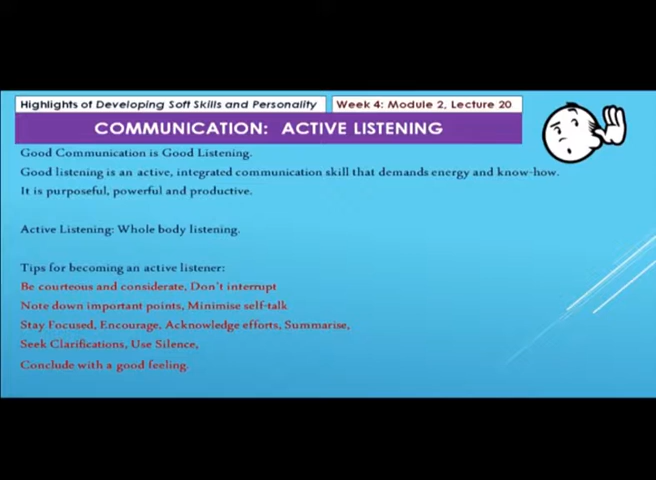 Highlights of Developing Soft Skills and Personality
Week 4: Module 2, Lecture 20
COMMUNICATION: ACTIVE LISTENING
Good Communication is Good Listening.
Good listening is an active, integrated communication skill that demands energy and know-how.
It is purposeful, powerful and productive.
Active Listening: Whole body listening.
Tips for becoming an active listener:
Be courteous and considerate, Don't interrupt
Note down important points, Minimise self-talk
Stay Focused, Encourage, Acknowledge efforts, Summarise,
Seek Clarifications, Use Silence,
Conclude with a good feeling.